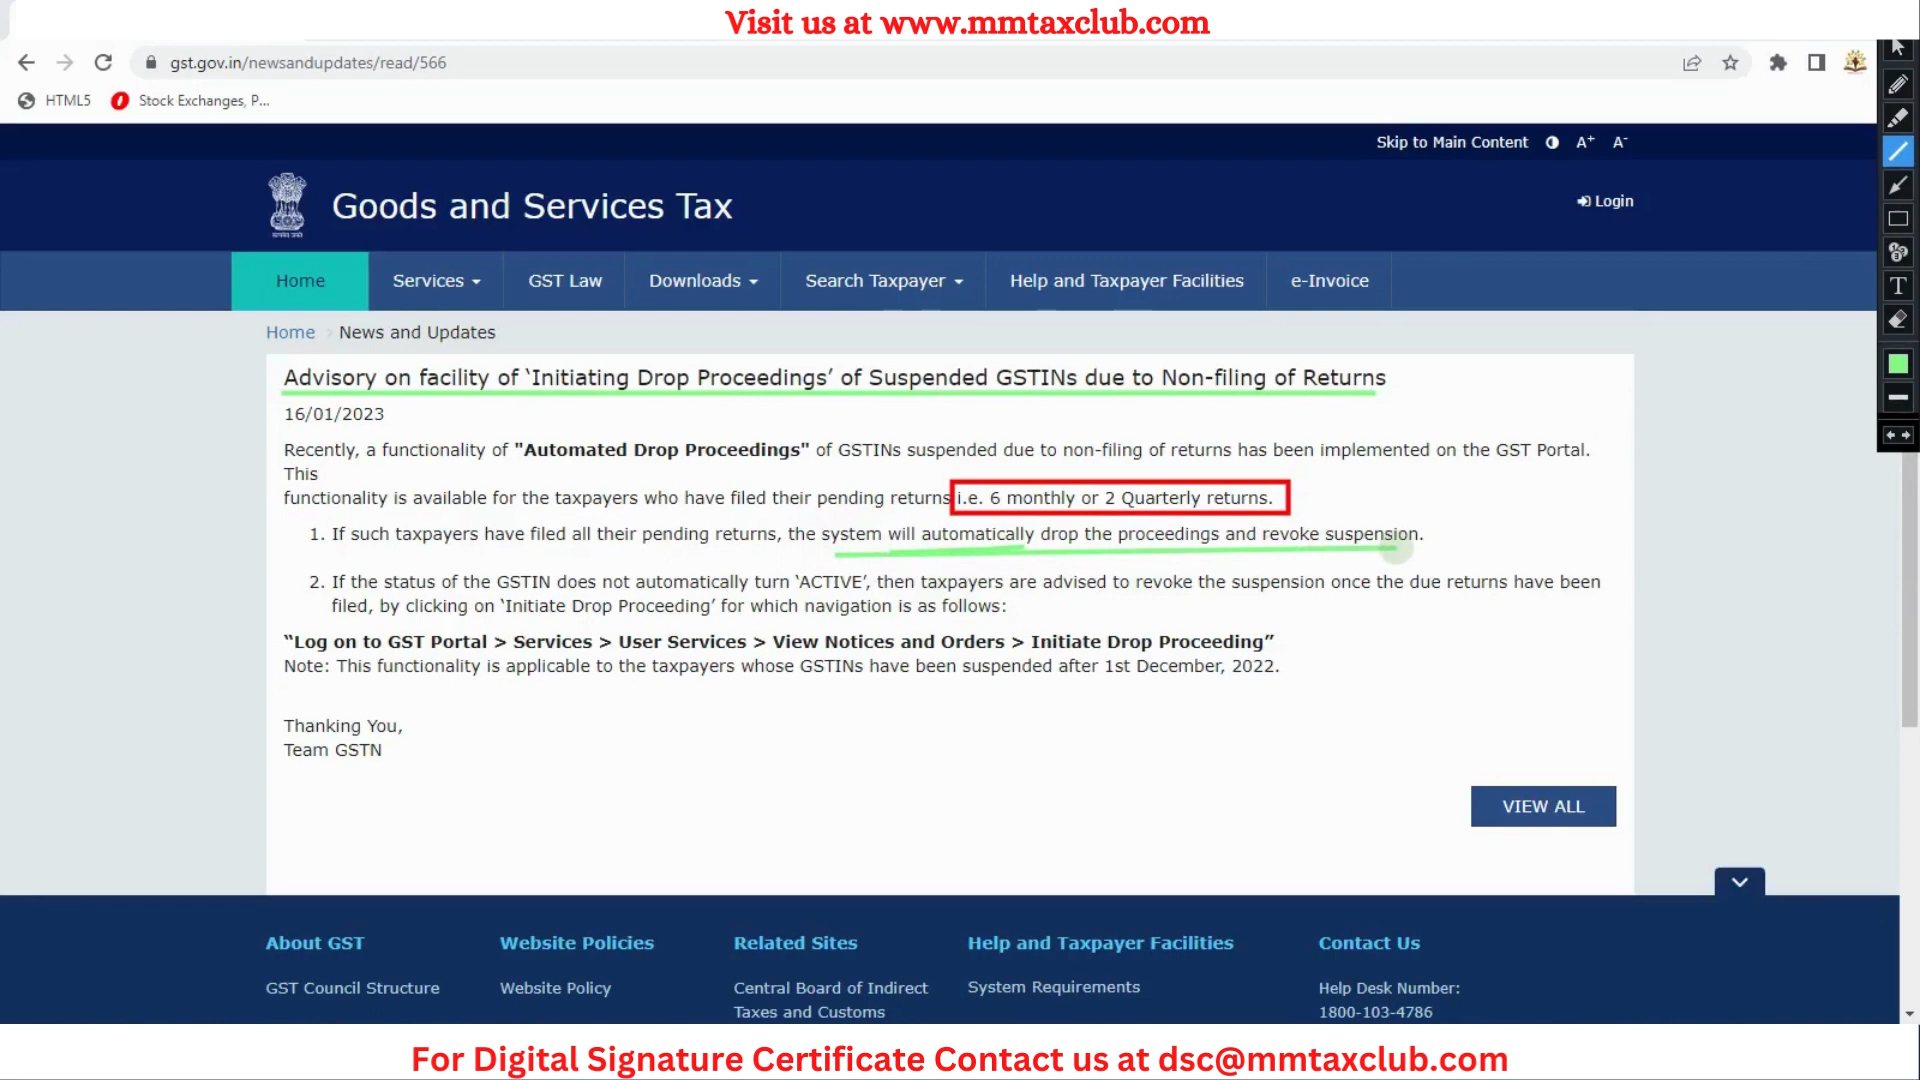 Visit us at www.mmtaxclub.com
gst.gov.in/newsandupdates/read/566
HTML5 Stock Exchanges, P...
Skip to Main Content A+ A-
Goods and Services Tax
Login
Home Services GST Law Downloads Search Taxpayer Help and Taxpayer Facilities e-Invoice
Home News and Updates
Advisory on facility of ‘Initiating Drop Proceedings’ of Suspended GSTINs due to Non-filing of Returns
16/01/2023
Recently, a functionality of "Automated Drop Proceedings" of GSTINs suspended due to non-filing of returns has been implemented on the GST Portal.
This
functionality is available for the taxpayers who have filed their pending returns i.e. 6 monthly or 2 Quarterly returns.
1. If such taxpayers have filed all their pending returns, the system will automatically drop the proceedings and revoke suspension.
2. If the status of the GSTIN does not automatically turn ‘ACTIVE’, then taxpayers are advised to revoke the suspension once the due returns have been
filed, by clicking on ‘Initiate Drop Proceeding’ for which navigation is as follows:
“Log on to GST Portal > Services > User Services > View Notices and Orders > Initiate Drop Proceeding”
Note: This functionality is applicable to the taxpayers whose GSTINs have been suspended after 1st December, 2022.
Thanking You,
Team GSTN
VIEW ALL
About GST Website Policies Related Sites Help and Taxpayer Facilities Contact Us
GST Council Structure Website Policy Central Board of Indirect System Requirements Help Desk Number:
Taxes and Customs 1800-103-4786
For Digital Signature Certificate Contact us at dsc@mmtaxclub.com